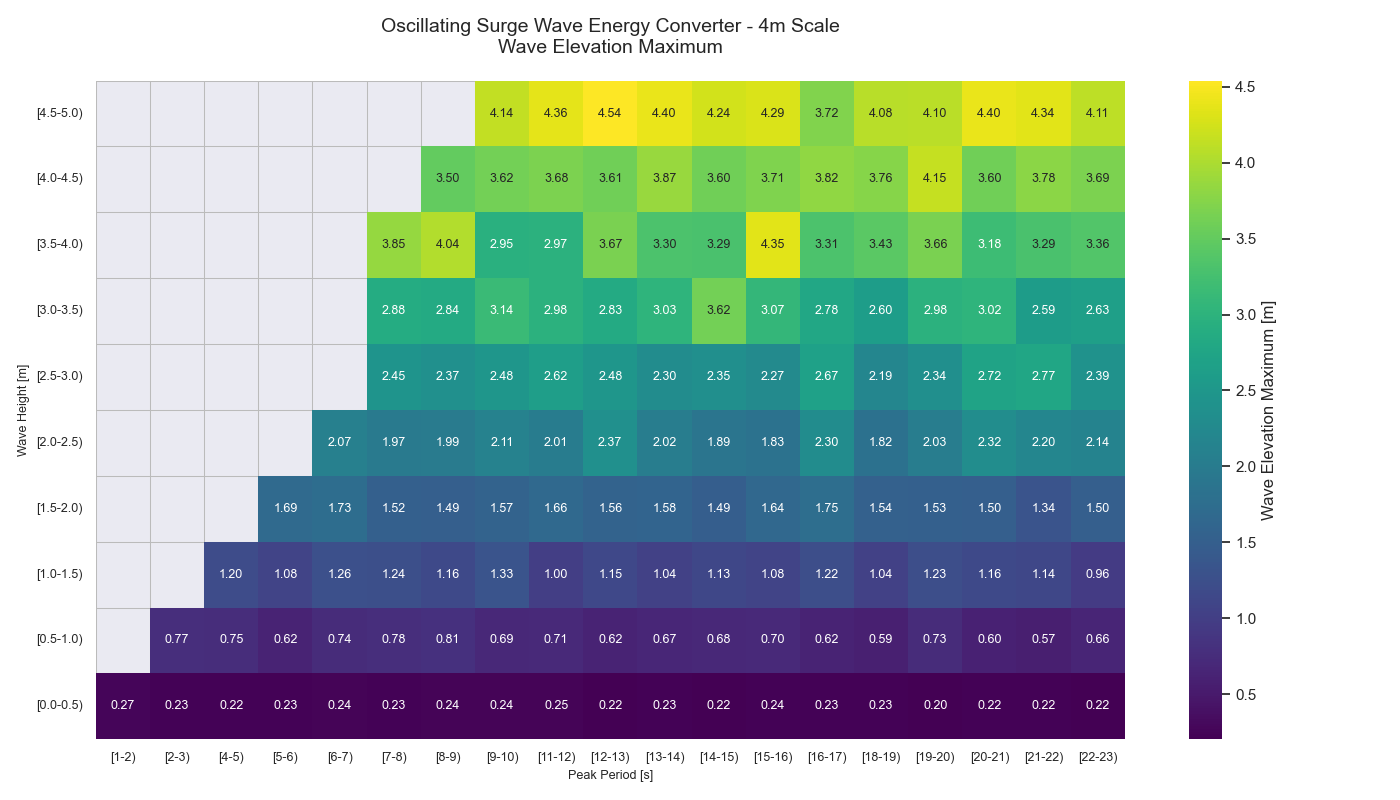 Oscillating Surge Wave Energy Converter - 4m Scale
Wave Elevation Maximum
[4.5-5.0) 4.14 4.36 4.54 4.40 4.24 4.29 3.72 4.08 4.10 4.40 4.34 4.11
[4.0-4.5) 3.50 3.62 3.68 3.61 3.87 3.60 3.71 3.82 3.76 4.15 3.60 3.78 3.69
[3.5-4.0) 3.85 4.04 2.95 2.97 3.67 3.30 3.29 4.35 3.31 3.43 3.66 3.18 3.29 3.36
[3.0-3.5) 2.88 2.84 3.14 2.98 2.83 3.03 3.62 3.07 2.78 2.60 2.98 3.02 2.59 2.63
[2.5-3.0) 2.45 2.37 2.48 2.62 2.48 2.30 2.35 2.27 2.67 2.19 2.34 2.72 2.77 2.39
[2.0-2.5) 2.07 1.97 1.99 2.11 2.01 2.37 2.02 1.89 1.83 2.30 1.82 2.03 2.32 2.20 2.14
[1.5-2.0) 1.69 1.73 1.52 1.49 1.57 1.66 1.56 1.58 1.49 1.64 1.75 1.54 1.53 1.50 1.34 1.50
[1.0-1.5) 1.20 1.08 1.26 1.24 1.16 1.33 1.00 1.15 1.04 1.13 1.08 1.22 1.04 1.23 1.16 1.14 0.96
[0.5-1.0) 0.77 0.75 0.62 0.74 0.78 0.81 0.69 0.71 0.62 0.67 0.68 0.70 0.62 0.59 0.73 0.60 0.57 0.66
[0.0-0.5) 0.27 0.23 0.22 0.23 0.24 0.23 0.24 0.24 0.25 0.22 0.23 0.22 0.24 0.23 0.23 0.20 0.22 0.22 0.22
[1-2) [2-3) [4-5) [5-6) [6-7) [7-8) [8-9) [9-10) [11-12) [12-13) [13-14) [14-15) [15-16) [16-17) [18-19) [19-20) [20-21) [21-22) [22-23)
Peak Period [s]
Wave Height [m]
4.5
4.0
3.5
3.0
2.5
2.0
1.5
1.0
0.5
Wave Elevation Maximum [m]